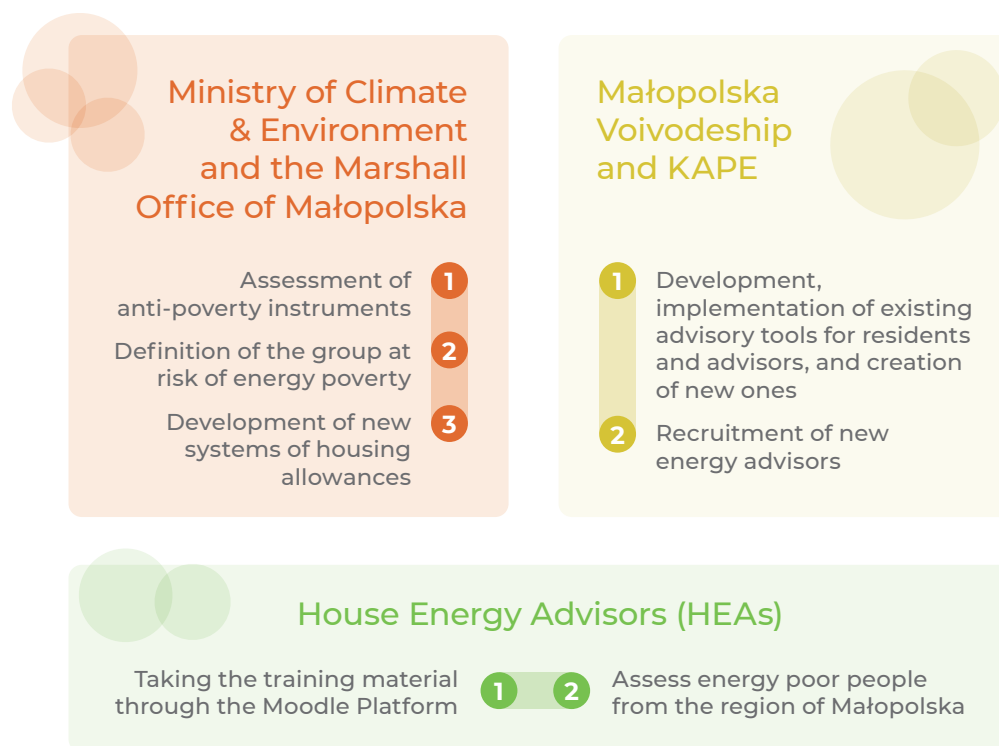 Ministry of Climate
& Environment
and the Marshall
Office of Małopolska
Assessment of
anti-poverty instruments
1
Definition of the group at
risk of energy poverty
2
Development of new
systems of housing
allowances
3
Małopolska
Voivodeship
and KAPE
1
Development,
implementation of existing
advisory tools for residents
and advisors, and creation
of new ones
2
Recruitment of new
energy advisors
House Energy Advisors (HEAs)
Taking the training material
through the Moodle Platform
1
2
Assess energy poor people
from the region of Małopolska